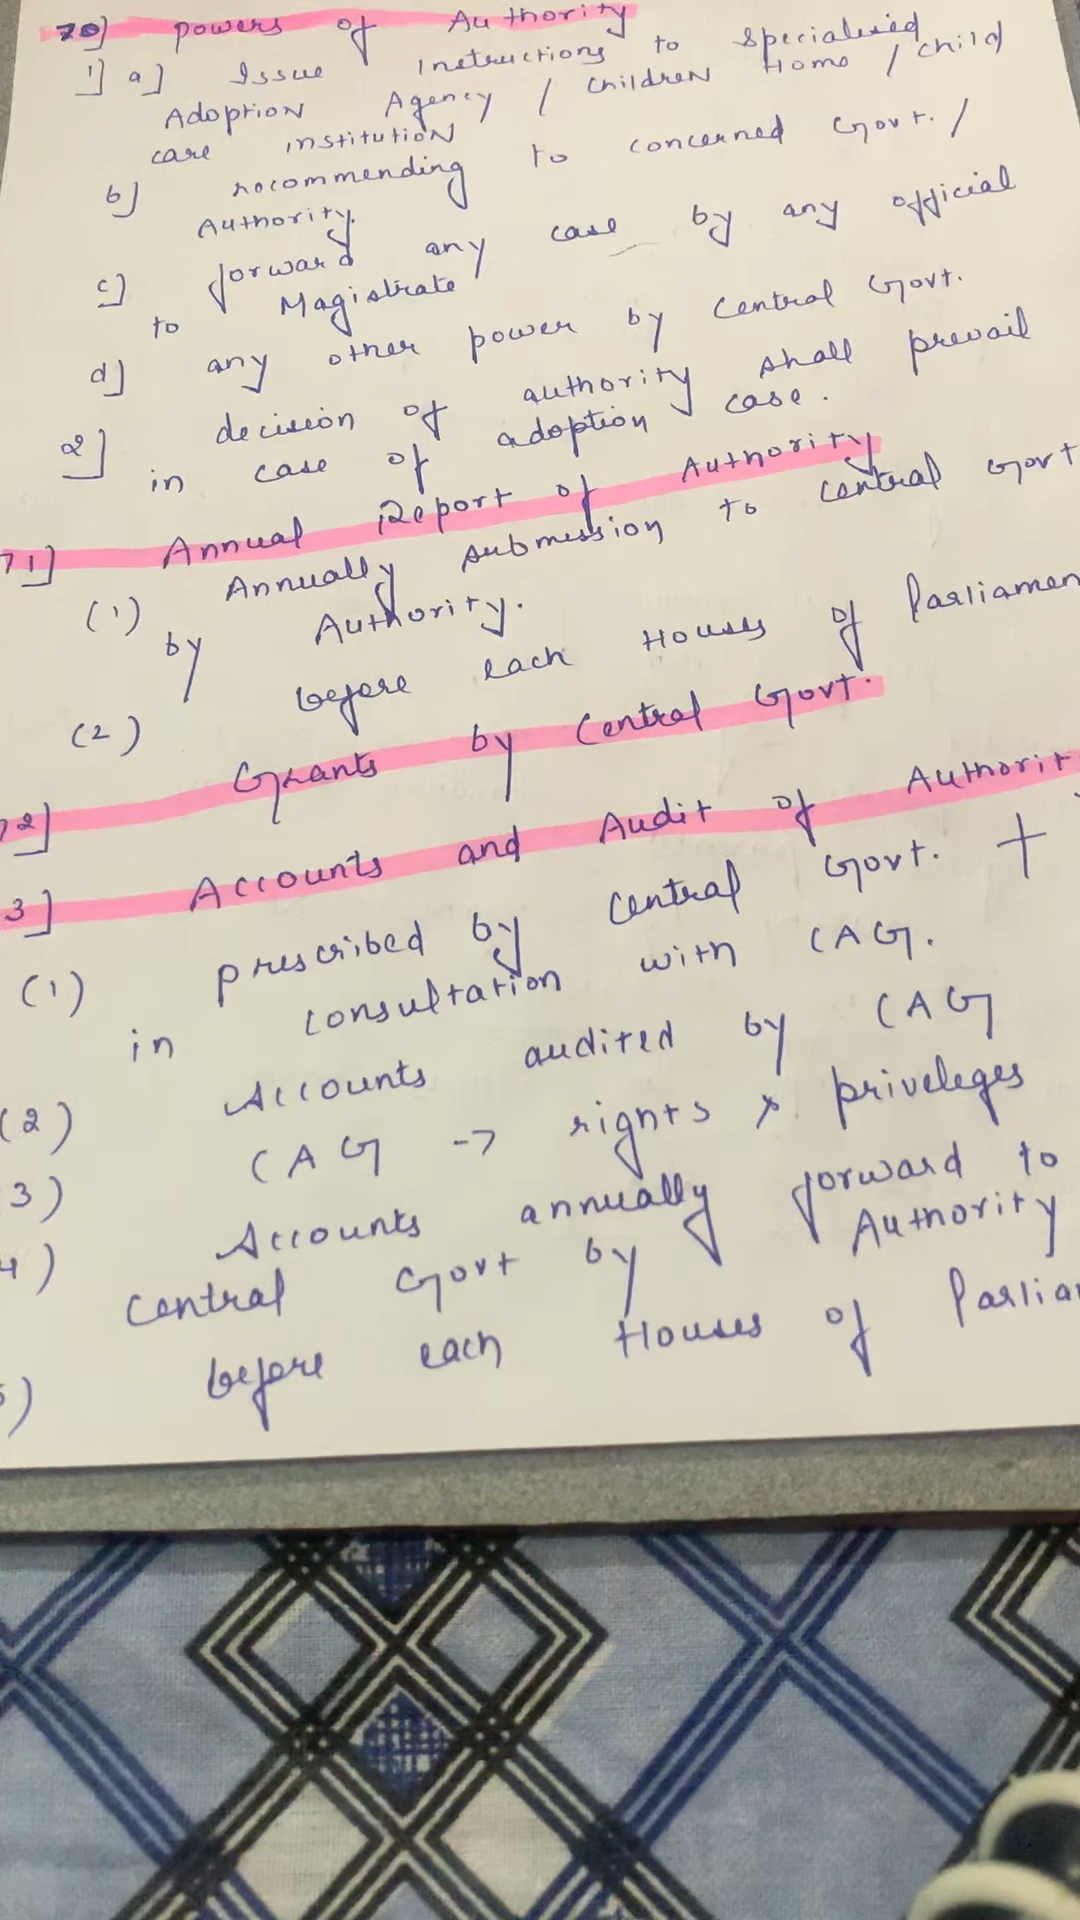 70] powers of Authority
1] a] Issue instructions to specialised
Adoption Agency / children Home / child
care institution
b] recommending to concerned Govt. /
Authority.
c] forward any case by any official
to Magistrate
d] any other power by central Govt.
2] decision of authority shall prevail
in case of adoption case.
71] Annual Report of Authority
(1) Annually submission to central Govt
by Authority.
(2) before each Houses of Parliamen
72] Grants by Central Govt.
3] Accounts and Audit of Authorit
(1) prescribed by central Govt. +
in consultation with CAG.
(2) Accounts audited by CAG
3) CAG → rights & priveleges
4) Accounts annually forward to
central Govt by Authority
5) before each Houses of Parlia